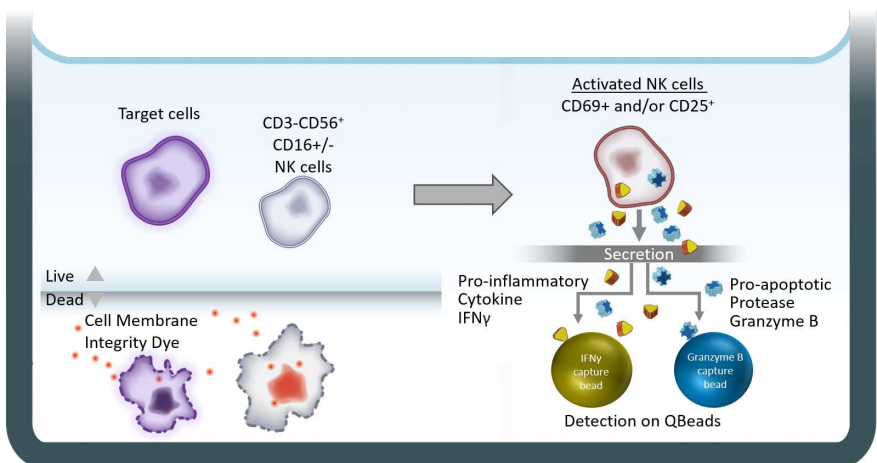 Target cells
CD3-CD56⁺
CD16+/-
NK cells
Activated NK cells
CD69+ and/or CD25⁺
Secretion
Live
Dead
Cell Membrane
Integrity Dye
Pro-inflammatory
Cytokine
IFNγ
Pro-apoptotic
Protease
Granzyme B
IFNγ
capture
bead
Granzyme B
capture
bead
Detection on QBeads